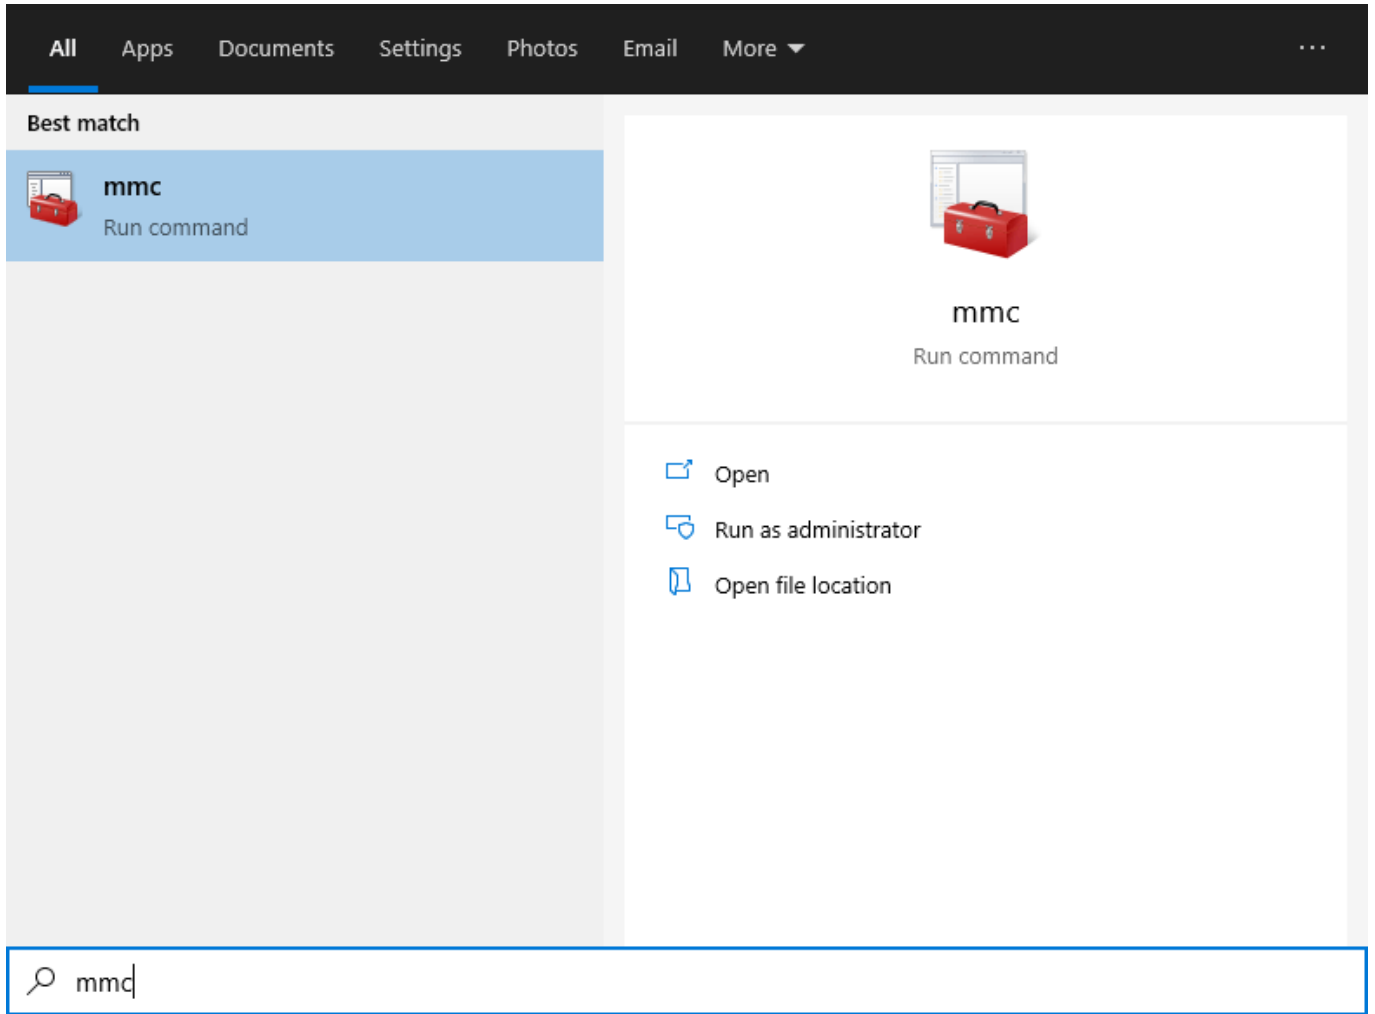 All Apps Documents Settings Photos Email More ...
Best match
mmc
Run command
mmc
Run command
Open
Run as administrator
Open file location
mmc